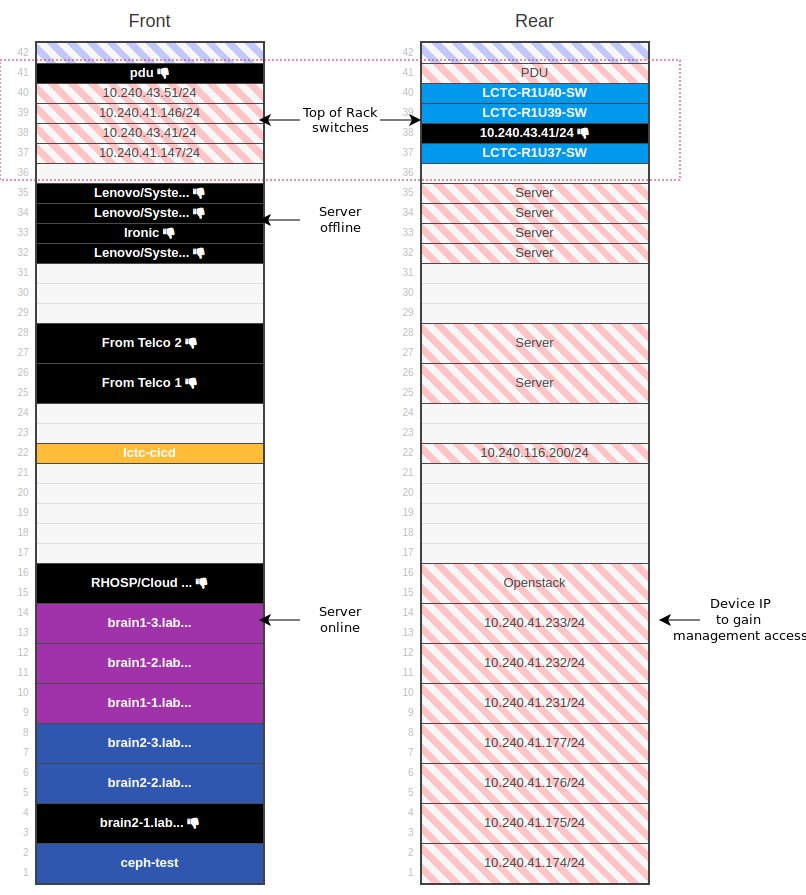 Front Rear
42 42
41 pdu 41 PDU
40 10.240.43.51/24 40 LCTC-R1U40-SW
39 10.240.41.146/24 Top of Rack 39 LCTC-R1U39-SW
38 10.240.43.41/24 switches 38 10.240.43.41/24
37 10.240.41.147/24 37 LCTC-R1U37-SW
36 36
35 Lenovo/Syste... 35 Server
34 Lenovo/Syste... Server 34 Server
33 Ironic offline 33 Server
32 Lenovo/Syste... 32 Server
31 31
30 30
29 29
28 28
From Telco 2 Server
27 27
26 26
From Telco 1 Server
25 25
24 24
23 23
22 lctc-cicd 22 10.240.116.200/24
21 21
20 20
19 19
18 18
17 17
16 16
RHOSP/Cloud ... Openstack
15 15
14 Server 14 Device IP
brain1-3.lab... online 10.240.41.233/24 to gain
13 13 management access
12 12
brain1-2.lab... 10.240.41.232/24
11 11
10 10
brain1-1.lab... 10.240.41.231/24
9 9
8 8
brain2-3.lab... 10.240.41.177/24
7 7
6 6
brain2-2.lab... 10.240.41.176/24
5 5
4 4
brain2-1.lab... 10.240.41.175/24
3 3
2 2
ceph-test 10.240.41.174/24
1 1